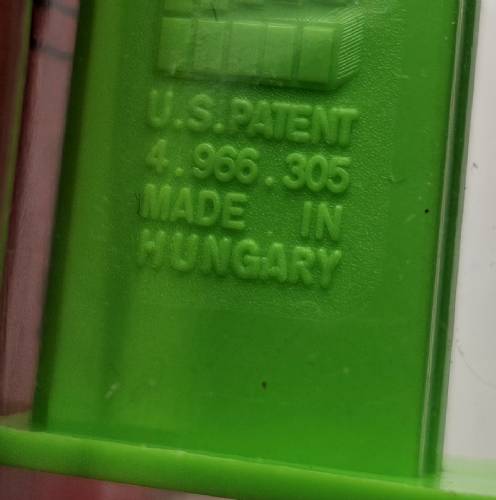 U.S. PATENT
4.966.305
MADE IN
HUNGARY